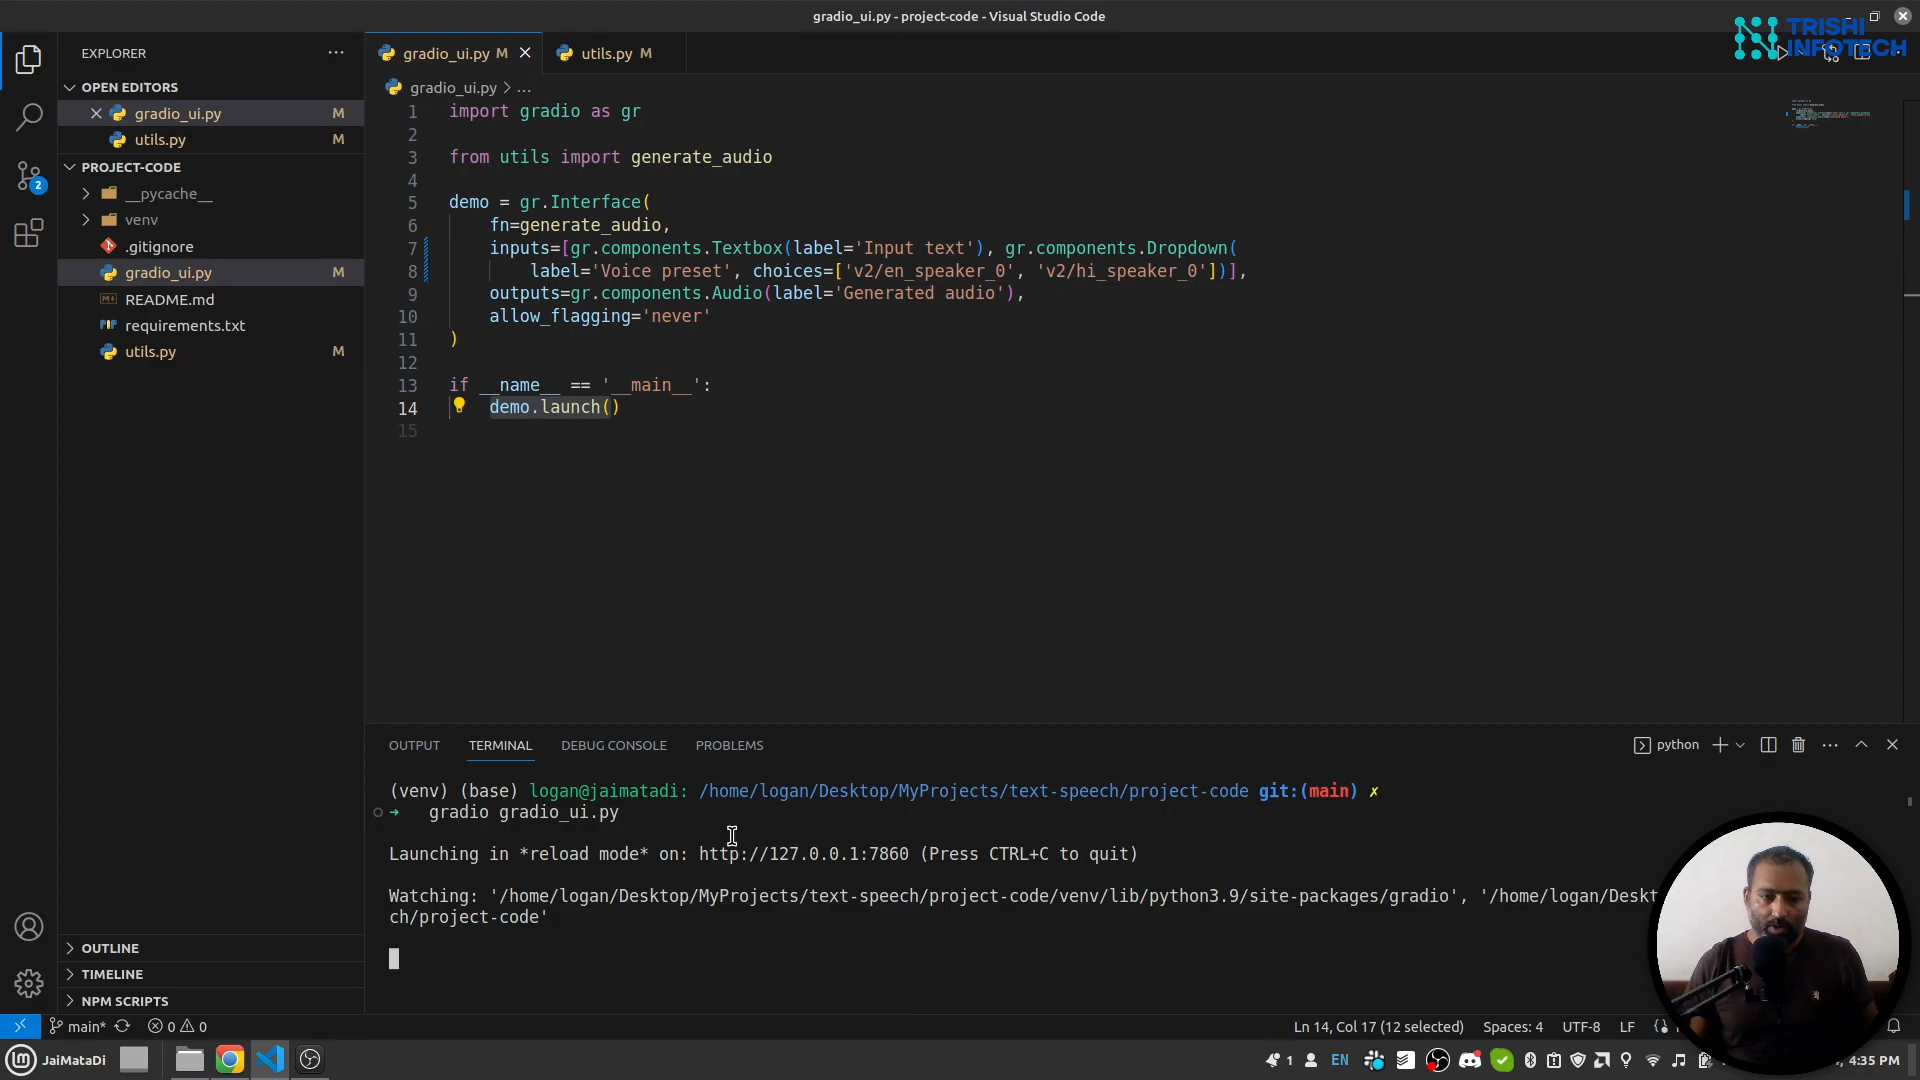 gradio_ui.py - project-code - Visual Studio Code
TRISHI
INFOTECH
EXPLORER
gradio_ui.py M
utils.py M
OPEN EDITORS
gradio_ui.py M
utils.py M
PROJECT-CODE
__pycache__
venv
.gitignore
gradio_ui.py M
README.md
requirements.txt
utils.py M
OUTLINE
TIMELINE
NPM SCRIPTS
2
gradio_ui.py > ...
1 import gradio as gr
2
3 from utils import generate_audio
4
5 demo = gr.Interface(
6 fn=generate_audio,
7 inputs=[gr.components.Textbox(label='Input text'), gr.components.Dropdown(
8 label='Voice preset', choices=['v2/en_speaker_0', 'v2/hi_speaker_0'])],
9 outputs=gr.components.Audio(label='Generated audio'),
10 allow_flagging='never'
11 )
12
13 if __name__ == '__main__':
14 demo.launch()
15
OUTPUT TERMINAL DEBUG CONSOLE PROBLEMS
python
(venv) (base) logan@jaimatadi: /home/logan/Desktop/MyProjects/text-speech/project-code git:(main) ✗
➜ gradio gradio_ui.py
Launching in *reload mode* on: http://127.0.0.1:7860 (Press CTRL+C to quit)
Watching: '/home/logan/Desktop/MyProjects/text-speech/project-code/venv/lib/python3.9/site-packages/gradio', '/home/logan/Deskt
ch/project-code'
main* 0 0
Ln 14, Col 17 (12 selected) Spaces: 4 UTF-8 LF
JaiMataDi
1 EN
4:35 PM